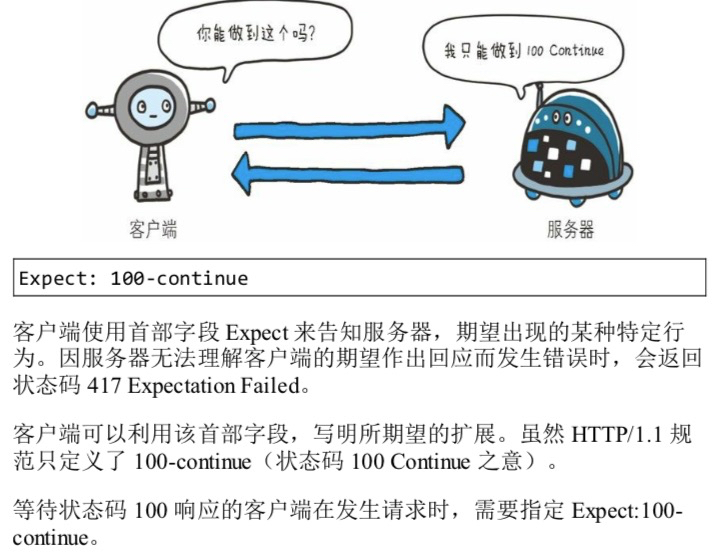 你能做到这个吗?
我只能做到 100 Continue
客户端
服务器
Expect: 100-continue
客户端使用首部字段 Expect 来告知服务器，期望出现的某种特定行
为。因服务器无法理解客户端的期望作出回应而发生错误时，会返回
状态码 417 Expectation Failed。
客户端可以利用该首部字段，写明所期望的扩展。虽然 HTTP/1.1 规
范只定义了 100-continue（状态码 100 Continue 之意）。
等待状态码 100 响应的客户端在发生请求时，需要指定 Expect:100-
continue。